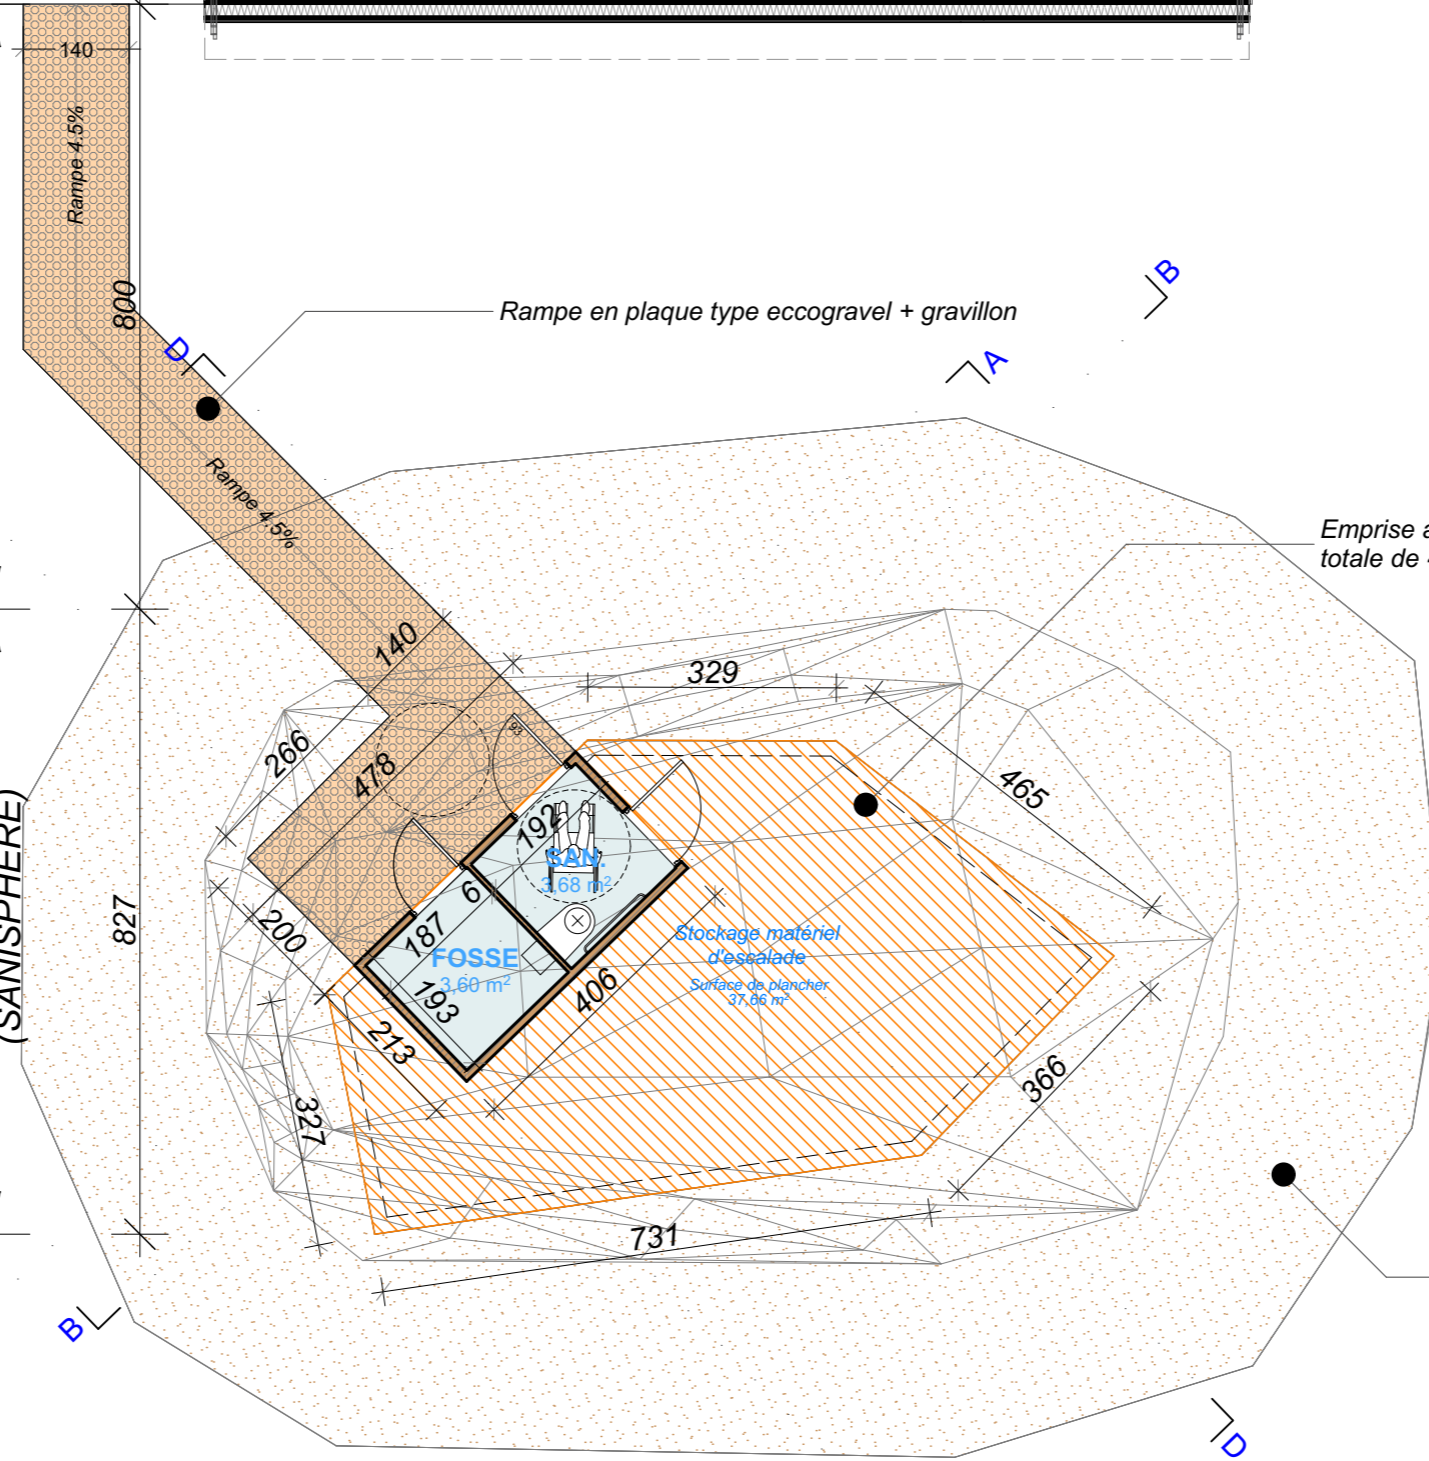 140
Rampe 4.5%
800
Rampe en plaque type eccogravel + gravillon
B
A
D
Rampe 4.5%
Emprise a
totale de
140
329
266
478
465
93
192
SAN.
3,68 m²
6
200
187
FOSSE
3,60 m²
193
213
406
Stockage matériel
d'escalade
Surface de plancher
37,66 m²
827
(SANISPHERE)
327
366
731
B
D